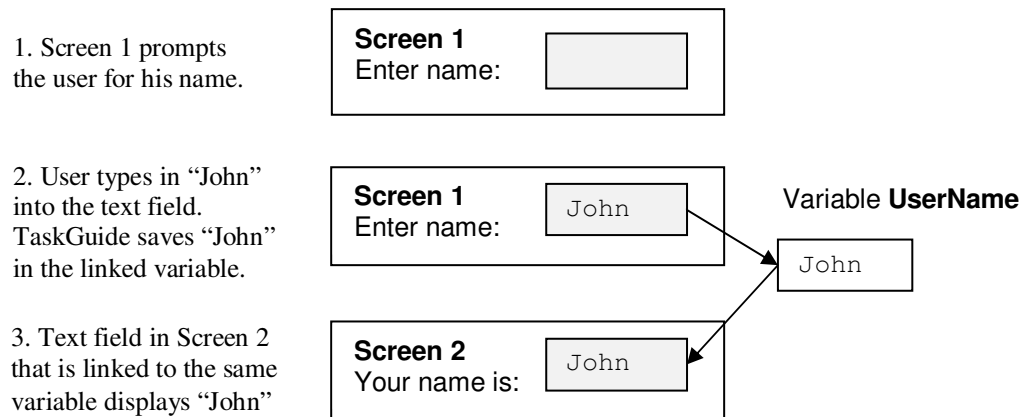 1. Screen 1 prompts
the user for his name.
Screen 1
Enter name:
2. User types in “John”
into the text field.
TaskGuide saves “John”
in the linked variable.
Screen 1
Enter name:
John
Variable UserName
John
3. Text field in Screen 2
that is linked to the same
variable displays “John”
Screen 2
Your name is:
John